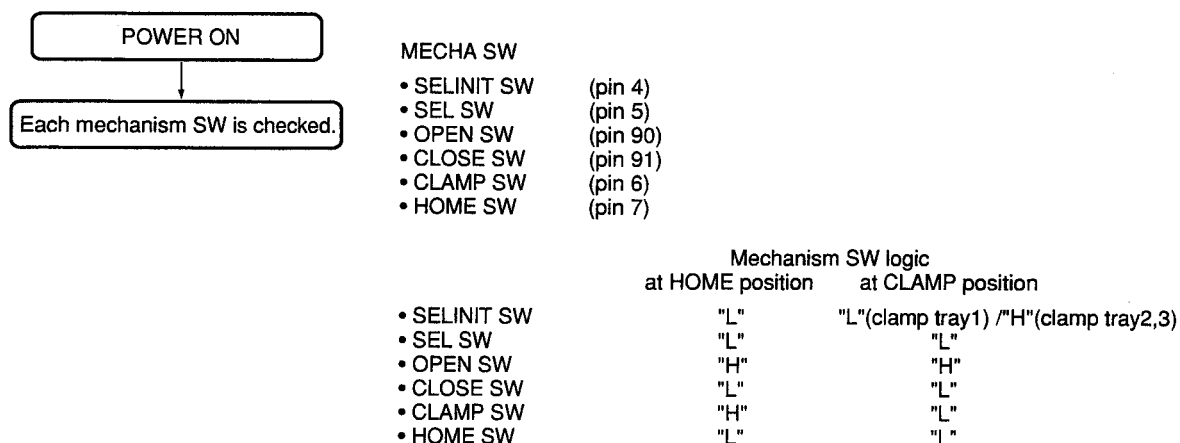 POWER ON
Each mechanism SW is checked.
MECHA SW
• SELINIT SW (pin 4)
• SEL SW (pin 5)
• OPEN SW (pin 90)
• CLOSE SW (pin 91)
• CLAMP SW (pin 6)
• HOME SW (pin 7)
Mechanism SW logic
at HOME position at CLAMP position
• SELINIT SW "L" "L"(clamp tray1) /"H"(clamp tray2,3)
• SEL SW "L" "L"
• OPEN SW "H" "H"
• CLOSE SW "L" "L"
• CLAMP SW "H" "L"
• HOME SW "L" "L"